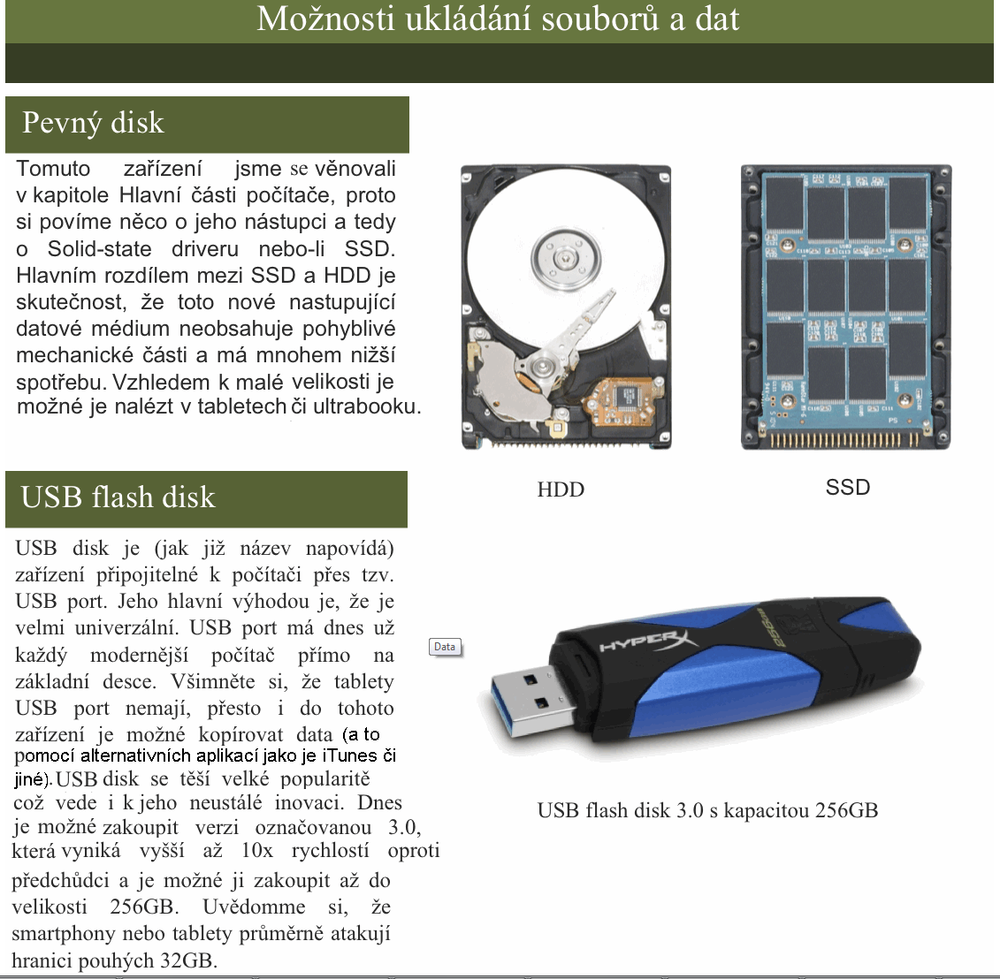 Možnosti ukládání souborů a dat
Pevný disk
Tomuto zařízení jsme se věnovali
v kapitole Hlavní části počítače, proto
si povíme něco o jeho nástupci a tedy
o Solid-state driveru nebo-li SSD.
Hlavním rozdílem mezi SSD a HDD je
skutečnost, že toto nové nastupující
datové médium neobsahuje pohyblivé
mechanické části a má mnohem nižší
spotřebu. Vzhledem k malé velikosti je
možné je nalézt v tabletech či ultrabooku.
HDD
SSD
USB flash disk
USB disk je (jak již název napovídá)
zařízení připojitelné k počítači přes tzv.
USB port. Jeho hlavní výhodou je, že je
velmi univerzální. USB port má dnes už
každý modernější počítač přímo na
základní desce. Všimněte si, že tablety
USB port nemají, přesto i do tohoto
zařízení je možné kopírovat data (a to
pomocí alternativních aplikací jako je iTunes či
jiné).USB disk se těší velké popularitě
což vede i k jeho neustálé inovaci. Dnes
je možné zakoupit verzi označovanou 3.0,
která vyniká vyšší až 10x rychlostí oproti
předchůdci a je možné ji zakoupit až do
velikosti 256GB. Uvědomme si, že
smartphony nebo tablety průměrně atakují
hranici pouhých 32GB.
Data
HYPERX
256GB
USB flash disk 3.0 s kapacitou 256GB